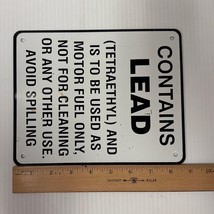 CONTAINS
LEAD
(TETRAETHYL) AND
IS TO BE USED AS
MOTOR FUEL ONLY,
NOT FOR CLEANING
OR ANY OTHER USE.
AVOID SPILLING